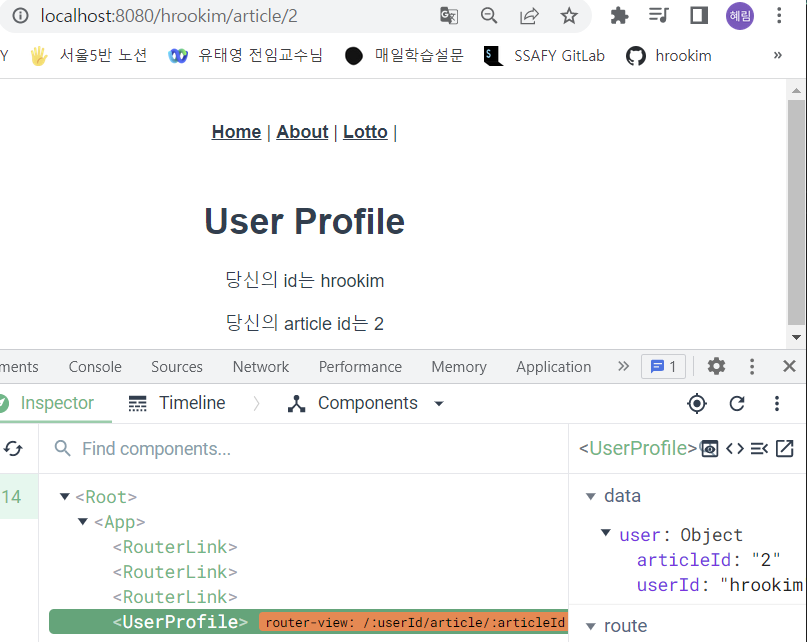 localhost:8080/hrookim/article/2
혜림
Y 서울5반 노션 유태영 전임교수님 매일학습설문 SSAFY GitLab hrookim »
Home | About | Lotto |
User Profile
당신의 id는 hrookim
당신의 article id는 2
ments Console Sources Network Performance Memory Application » 1
Inspector Timeline Components
Find components...
<UserProfile>
14
<Root>
<App>
<RouterLink>
<RouterLink>
<RouterLink>
<UserProfile> router-view: /:userId/article/:articleId
data
user: Object
articleId: "2"
userId: "hrookim
route